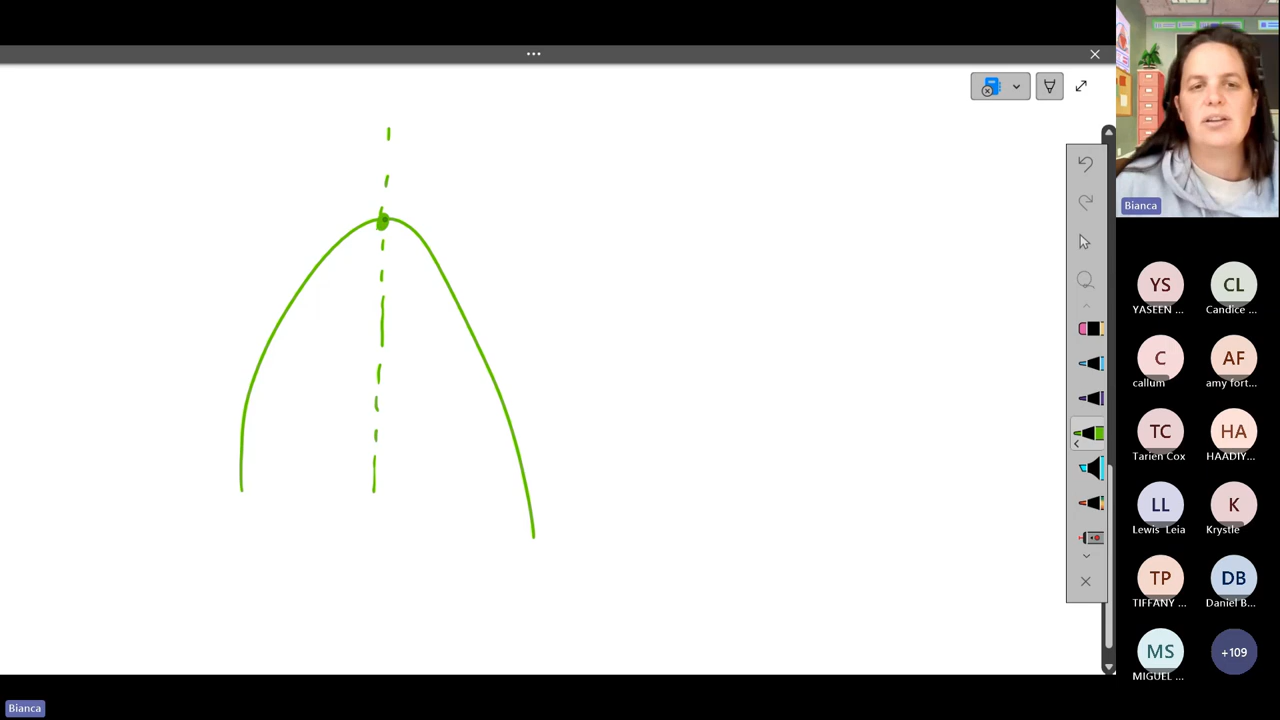 ...
Bianca
YS
CL
YASEEN ...
Candice ...
C
AF
callum
amy fort...
TC
HA
Tarien Cox
HAADIY...
LL
K
Lewis Leia
Krystle
TP
DB
TIFFANY ...
Daniel B...
MS
+109
MIGUEL ...
Bianca